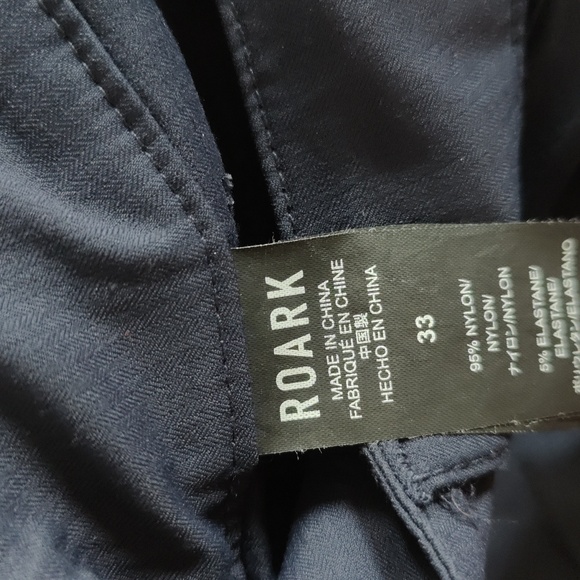 ROARK
MADE IN CHINA
FABRIQUÉ EN CHINE
中国製
HECHO EN CHINA
33
95% NYLON/
NYLON/
ナイロン/NYLON
5% ELASTANE/
ELASTANE/